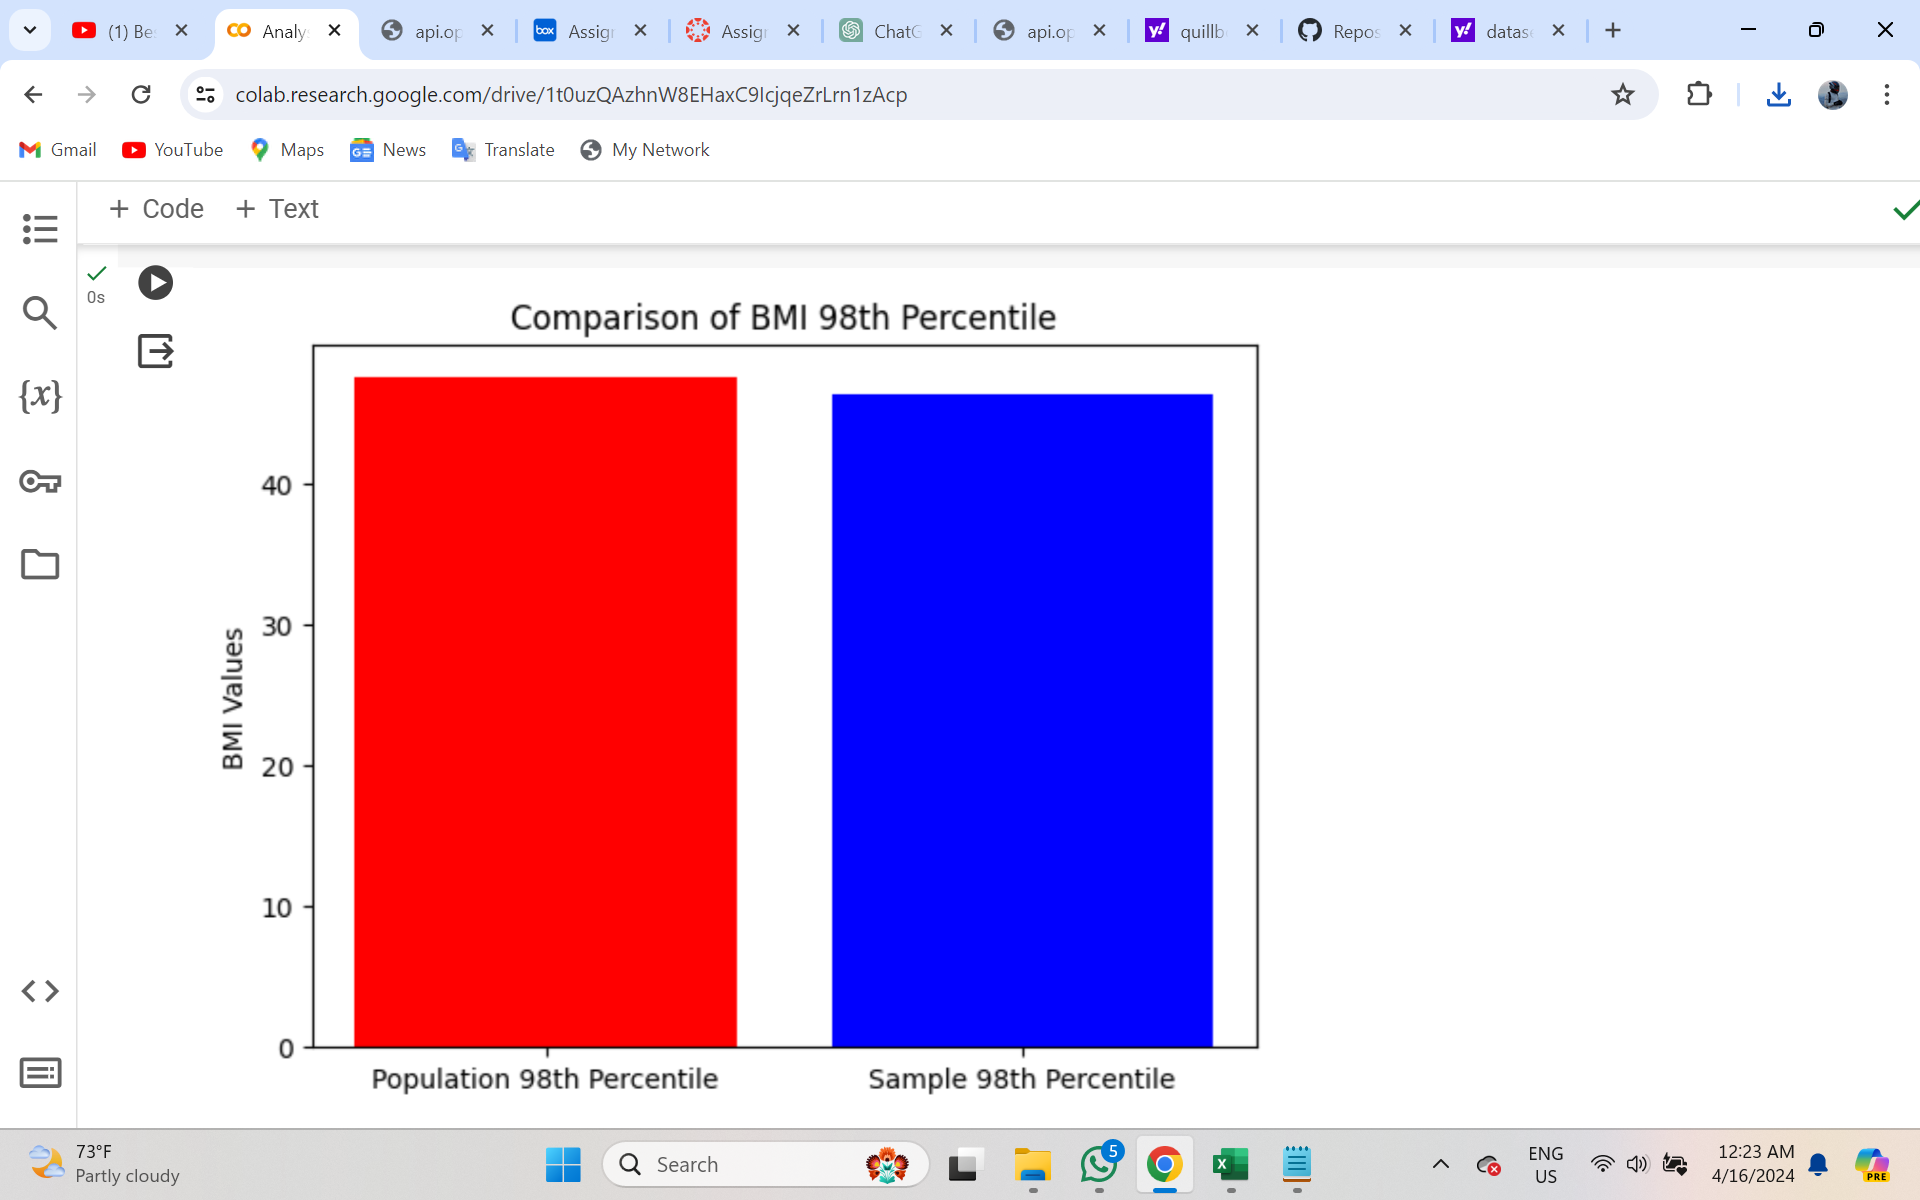 (1) Be
Analy
api.op
Assig
Assig
ChatG
api.op
quillb
Repos
datas
colab.research.google.com/drive/1t0uzQAzhnW8EHaxC9IcjqeZrLrn1zAcp
Gmail
YouTube
Maps
News
Translate
My Network
+ Code
+ Text
0s
{x}
Comparison of BMI 98th Percentile
BMI Values
40
30
20
10
0
Population 98th Percentile
Sample 98th Percentile
73°F
Partly cloudy
Search
5
ENG
US
12:23 AM
4/16/2024
PRE